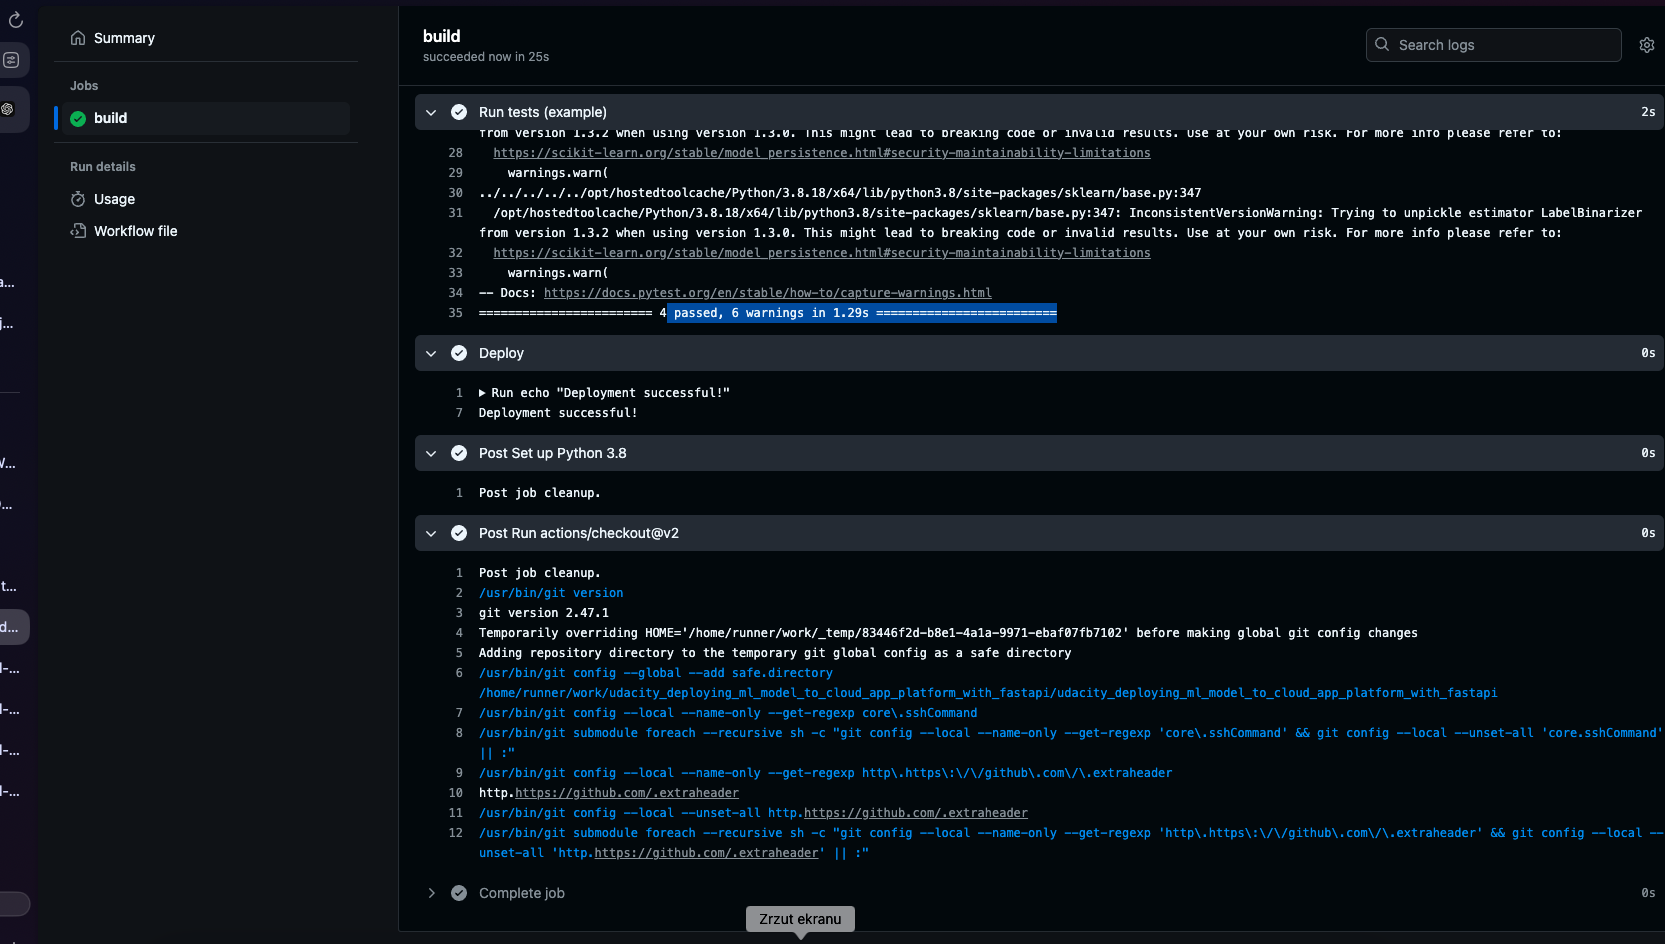 Summary
Jobs
build
Run details
Usage
Workflow file
a...
j...
t...
d...
build
succeeded now in 25s
Search logs
Run tests (example) 2s
from version 1.3.2 when using version 1.3.0. This might lead to breaking code or invalid results. Use at your own risk. For more info please refer to:
28 https://scikit-learn.org/stable/model_persistence.html#security-maintainability-limitations
29 warnings.warn(
30 ../../../../../opt/hostedtoolcache/Python/3.8.18/x64/lib/python3.8/site-packages/sklearn/base.py:347
31 /opt/hostedtoolcache/Python/3.8.18/x64/lib/python3.8/site-packages/sklearn/base.py:347: InconsistentVersionWarning: Trying to unpickle estimator LabelBinarizer
from version 1.3.2 when using version 1.3.0. This might lead to breaking code or invalid results. Use at your own risk. For more info please refer to:
32 https://scikit-learn.org/stable/model_persistence.html#security-maintainability-limitations
33 warnings.warn(
34 -- Docs: https://docs.pytest.org/en/stable/how-to/capture-warnings.html
35 ======================== 4 passed, 6 warnings in 1.29s =========================
Deploy 0s
1 Run echo "Deployment successful!"
7 Deployment successful!
Post Set up Python 3.8 0s
1 Post job cleanup.
Post Run actions/checkout@v2 0s
1 Post job cleanup.
2 /usr/bin/git version
3 git version 2.47.1
4 Temporarily overriding HOME='/home/runner/work/_temp/83446f2d-b8e1-4a1a-9971-ebaf07fb7102' before making global git config changes
5 Adding repository directory to the temporary git global config as a safe directory
6 /usr/bin/git config --global --add safe.directory
/home/runner/work/udacity_deploying_ml_model_to_cloud_app_platform_with_fastapi/udacity_deploying_ml_model_to_cloud_app_platform_with_fastapi
7 /usr/bin/git config --local --name-only --get-regexp core\.sshCommand
8 /usr/bin/git submodule foreach --recursive sh -c "git config --local --name-only --get-regexp 'core\.sshCommand' && git config --local --unset-all 'core.sshCommand'
|| :"
9 /usr/bin/git config --local --name-only --get-regexp http\.https\:\/\/github\.com\/\.extraheader
10 http.https://github.com/.extraheader
11 /usr/bin/git config --local --unset-all http.https://github.com/.extraheader
12 /usr/bin/git submodule foreach --recursive sh -c "git config --local --name-only --get-regexp 'http\.https\:\/\/github\.com\/\.extraheader' && git config --local --
unset-all 'http.https://github.com/.extraheader' || :"
Complete job 0s
Zrzut ekranu